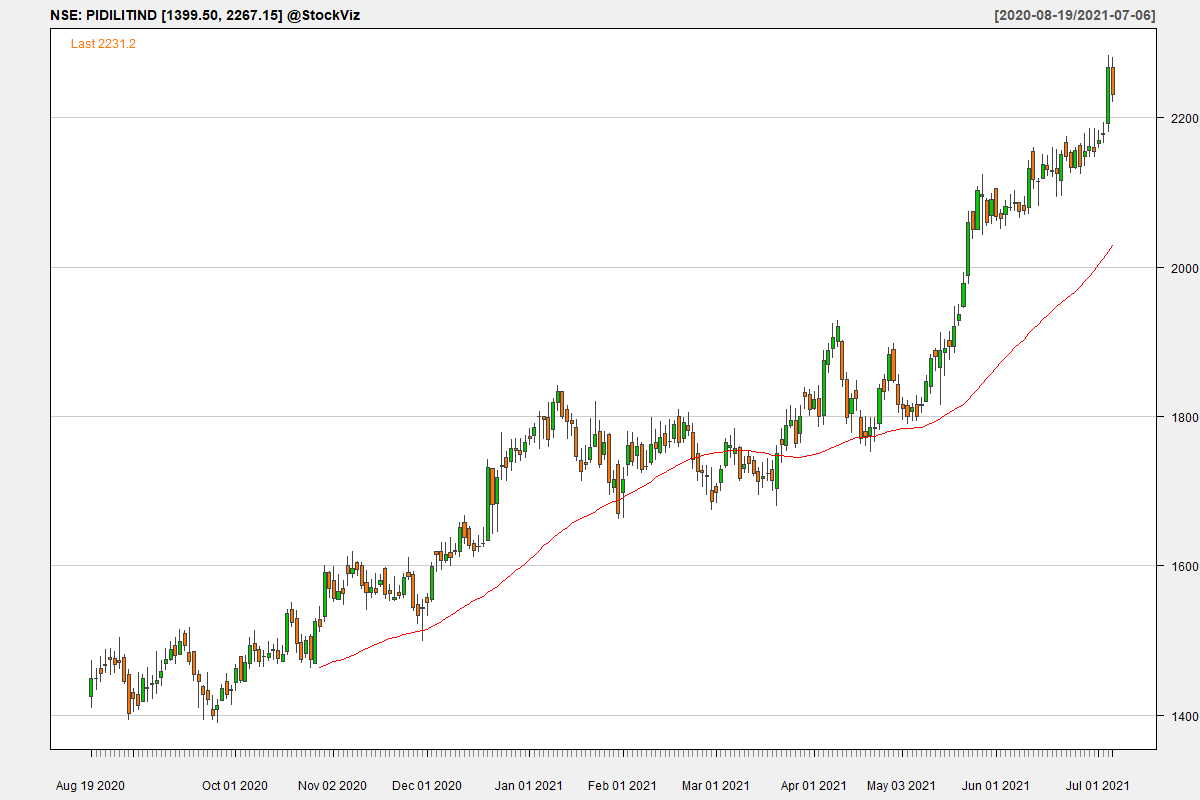 NSE: PIDILITIND [1399.50, 2267.15] @StockViz [2020-08-19/2021-07-06]
Last 2231.2
2200
2000
1800
1600
1400
Aug 19 2020 Oct 01 2020 Nov 02 2020 Dec 01 2020 Jan 01 2021 Feb 01 2021 Mar 01 2021 Apr 01 2021 May 03 2021 Jun 01 2021 Jul 01 2021